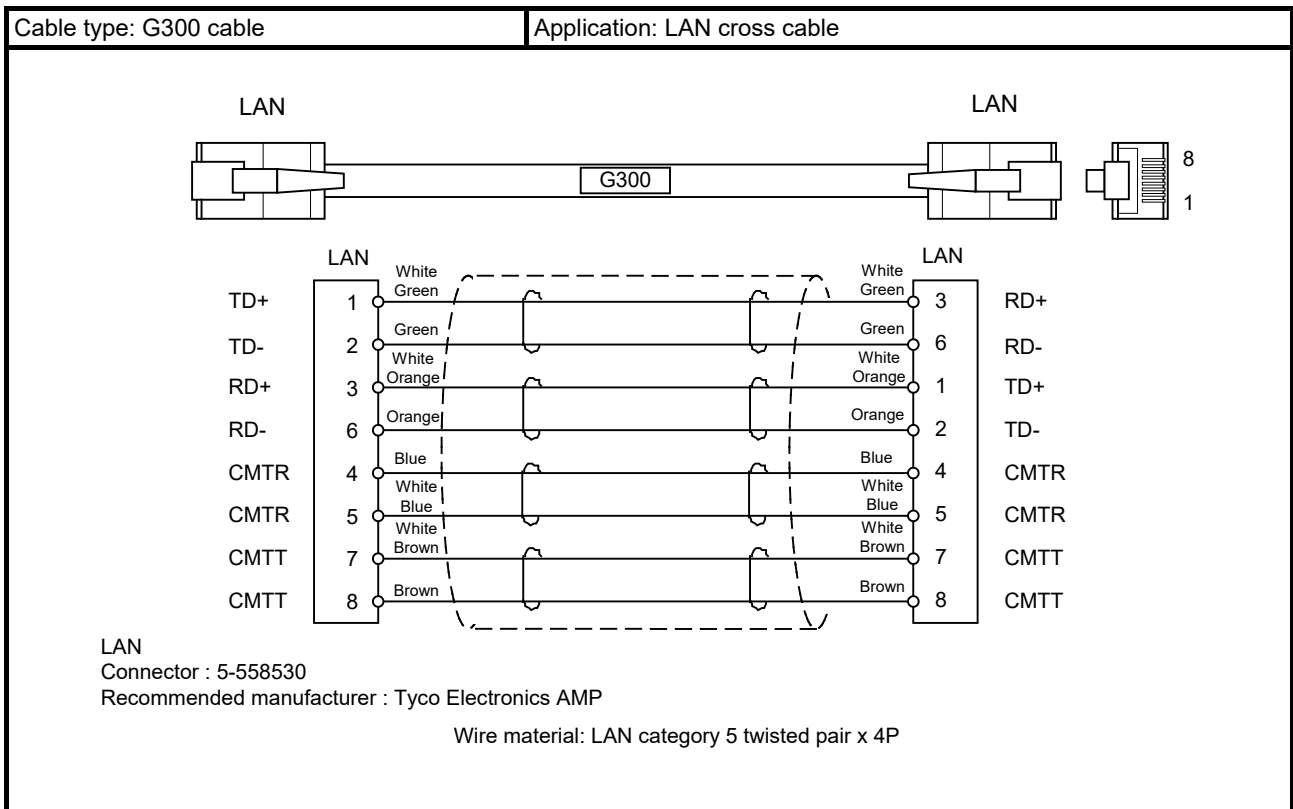 Cable type: G300 cable
Application: LAN cross cable
LAN
LAN
G300
8
1
LAN
LAN
TD+ 1 White Green White Green 3 RD+
TD- 2 Green Green 6 RD-
RD+ 3 White Orange White Orange 1 TD+
RD- 6 Orange Orange 2 TD-
CMTR 4 Blue Blue 4 CMTR
CMTR 5 White Blue White Blue 5 CMTR
CMTT 7 White Brown White Brown 7 CMTT
CMTT 8 Brown Brown 8 CMTT
LAN
Connector : 5-558530
Recommended manufacturer : Tyco Electronics AMP
Wire material: LAN category 5 twisted pair x 4P